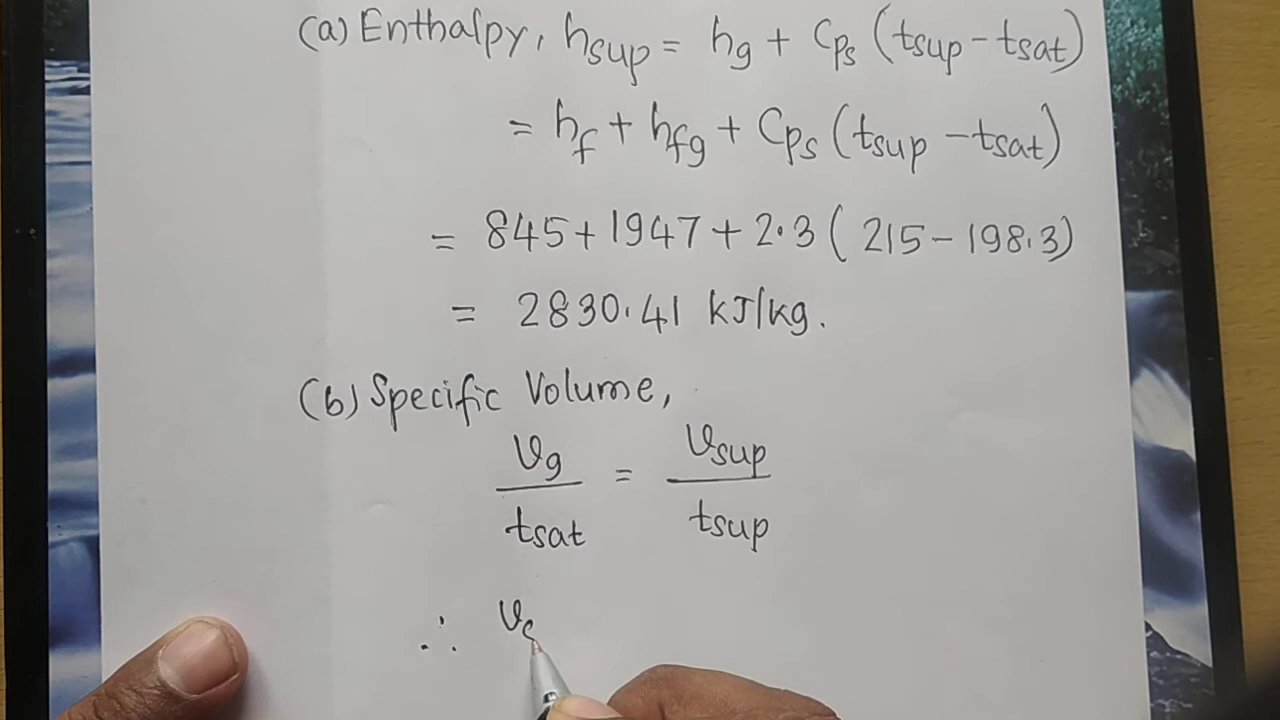 (a) Enthalpy, hsup = hg + Cps (tsup - tsat)
= hf + hfg + Cps (tsup - tsat)
= 845 + 1947 + 2.3 ( 215 - 198.3)
= 2830.41 kJ/kg.
(b) Specific Volume,
vg / tsat = vsup / tsup
∴ vs